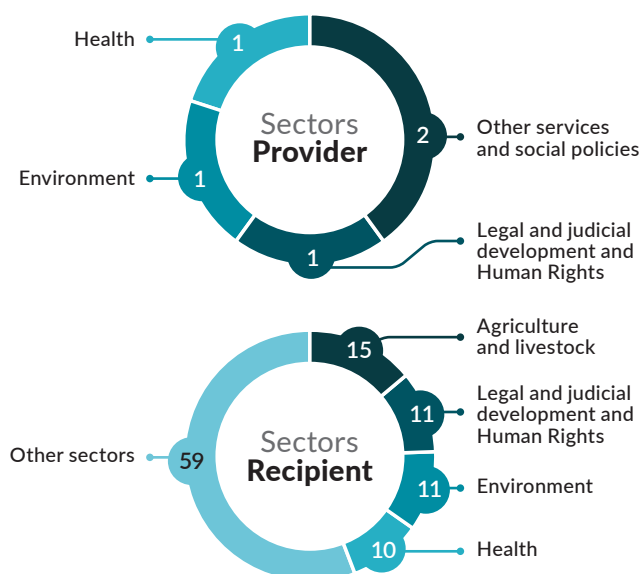 Health
1
Sectors
Provider
2
Other services
and social policies
Environment
1
1
Legal and judicial
development and
Human Rights
15
Agriculture
and livestock
Sectors
Recipient
11
Legal and judicial
development and
Human Rights
Other sectors
59
11
Environment
10
Health